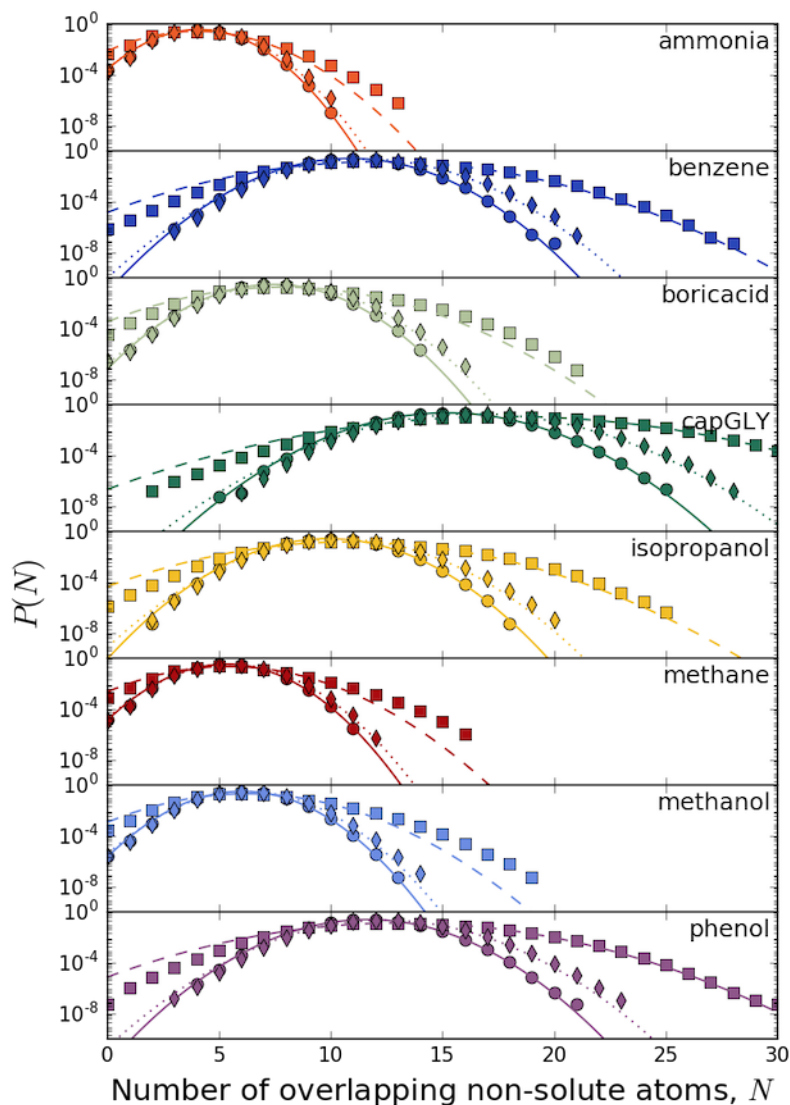 10^0
ammonia
10^-4
10^-8
10^0
benzene
10^-4
10^-8
10^0
boricacid
10^-4
10^-8
10^0
capGLY
10^-4
10^-8
10^0
isopropanol
10^-4
10^-8
10^0
methane
10^-4
10^-8
10^0
methanol
10^-4
10^-8
10^0
phenol
10^-4
10^-8
P(N)
0 5 10 15 20 25 30
Number of overlapping non-solute atoms, N